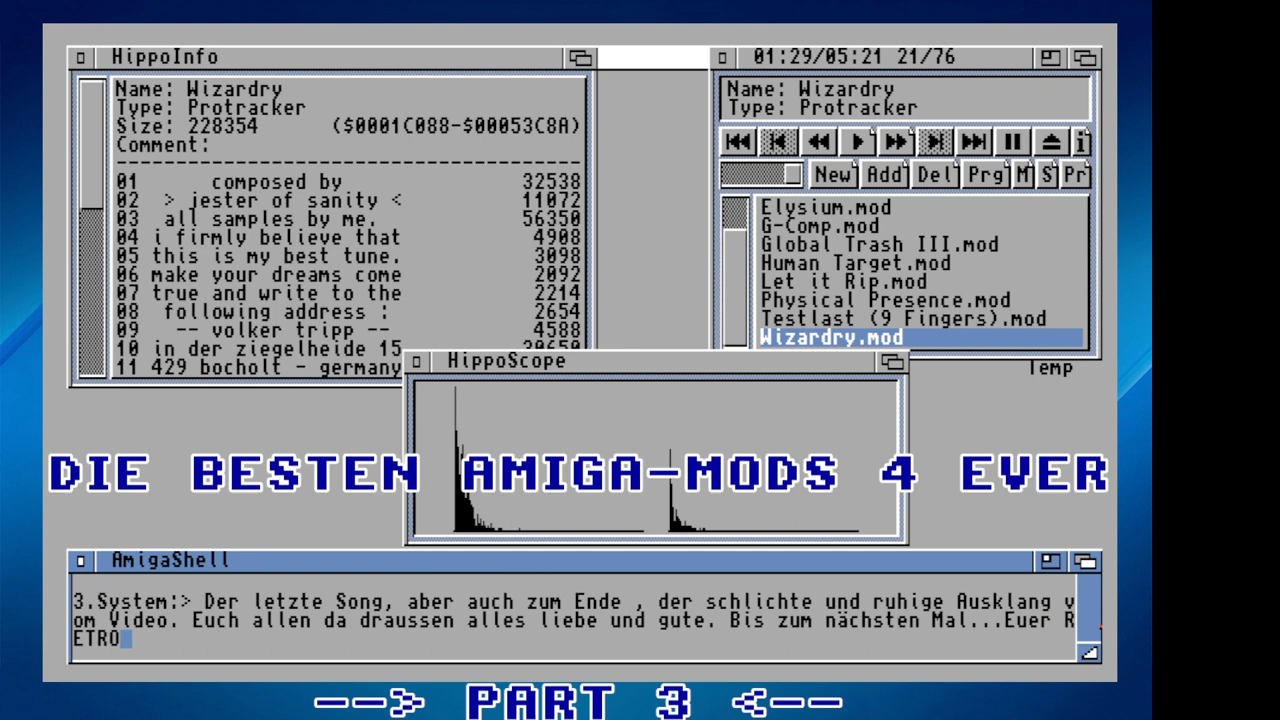 HippoInfo
Name: Wizardry
Type: Protracker
Size: 228354 ($0001C088-$00053C8A)
Comment:
--------------------------------------
01 composed by 32538
02 > jester of sanity < 11072
03 all samples by me. 56350
04 i firmly believe that 4908
05 this is my best tune. 3098
06 make your dreams come 2092
07 true and write to the 2214
08 following address : 2654
09 -- volker tripp -- 4588
10 in der ziegelheide 15 20650
11 429 bocholt - germany
01:29/05:21 21/76
Name: Wizardry
Type: Protracker
i
New Add Del Prg M S Pr
Elysium.mod
G-Comp.mod
Global Trash III.mod
Human Target.mod
Let it Rip.mod
Physical Presence.mod
Testlast (9 Fingers).mod
Wizardry.mod
Temp
HippoScope
DIE BESTEN AMIGA-MODS 4 EVER
AmigaShell
3.System:> Der letzte Song, aber auch zum Ende , der schlichte und ruhige Ausklang v
om Video. Euch allen da draussen alles liebe und gute. Bis zum nächsten Mal...Euer R
ETRO
--> PART 3 <--